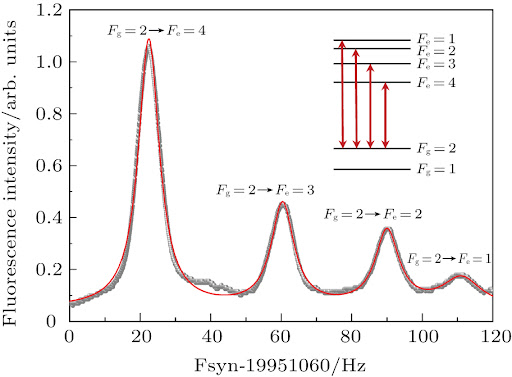 1.2
1.0
0.8
0.6
0.4
0.2
0
0 20 40 60 80 100 120
Fluorescence intensity/arb. units
Fsyn-19951060/Hz
Fg=2→Fe=4
Fg=2→Fe=3
Fg=2→Fe=2
Fg=2→Fe=1
Fe=1
Fe=2
Fe=3
Fe=4
Fg=2
Fg=1